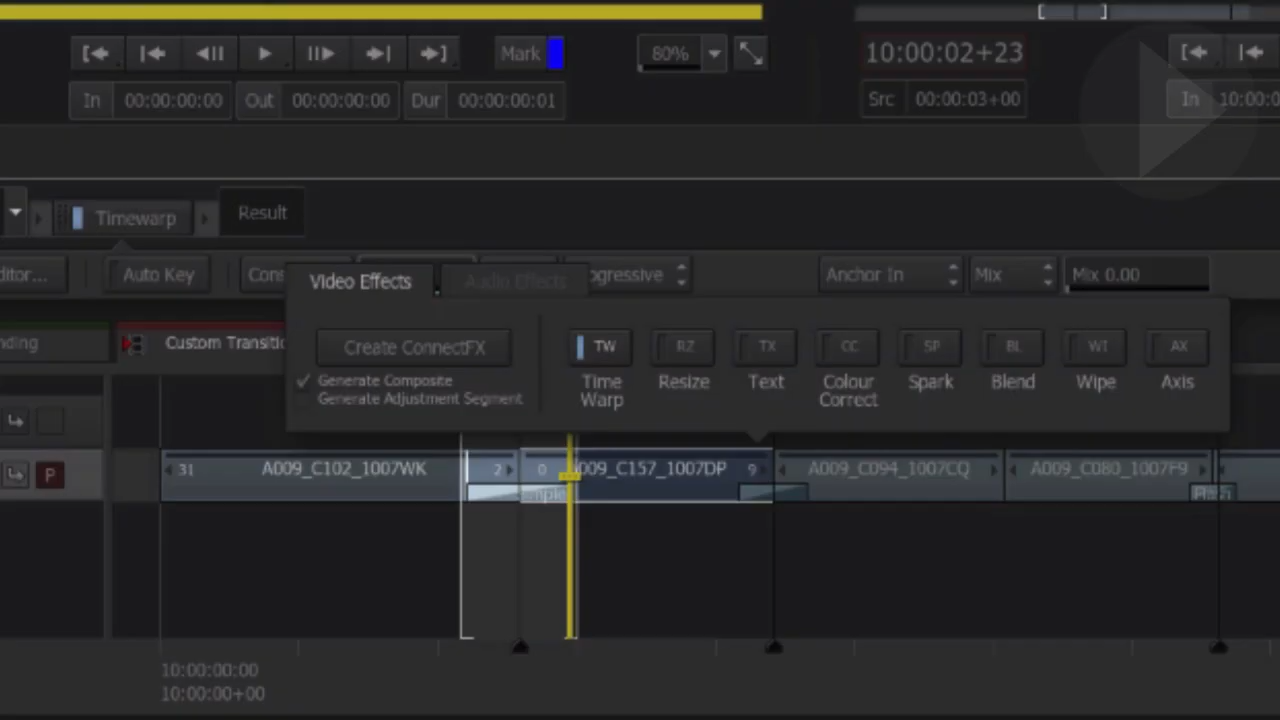 Mark
80%
10:00:02+23
In 00:00:00:00 Out 00:00:00:00 Dur 00:00:00:01
Src 00:00:03+00
In
Timewarp
Result
Auto Key
Anchor In
Mix
Mix 0.00
Video Effects
Audio Effects
Custom
Create ConnectFX
Generate Composite
Generate Adjustment Segment
TW RZ TX CC SP BL WI AX
Time Warp
Resize
Text
Colour Correct
Spark
Blend
Wipe
Axis
P
31 A009_C102_1007WK 2
0 009_C157_1007DP 9
A009_C094_1007CQ
A009_C080_1007F9
10:00:00:00
10:00:00+00